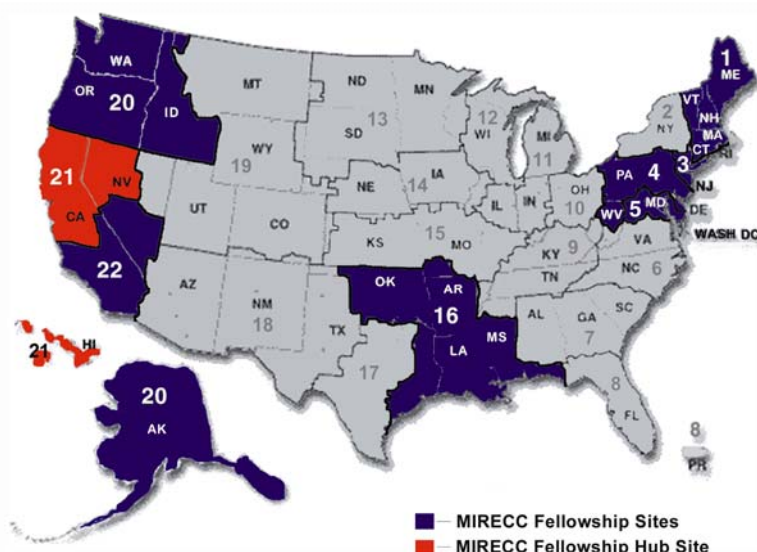 1
ME
WA
OR
20
ID
MT
ND
MN
VT
NH
MA
CT
RI
2
NY
12
WI
MI
11
13
SD
WY
19
3
PA
4
NJ
21
NV
CA
NE
IA
14
IL
IN
OH
10
WV
5
MD
DE
WASH DC
UT
CO
KS
15
MO
KY
9
VA
NC
6
TN
22
AZ
NM
18
OK
AR
16
TX
17
LA
MS
AL
GA
7
SC
21
HI
8
FL
20
AK
8
PR
MIRECC Fellowship Sites
MIRECC Fellowship Hub Site